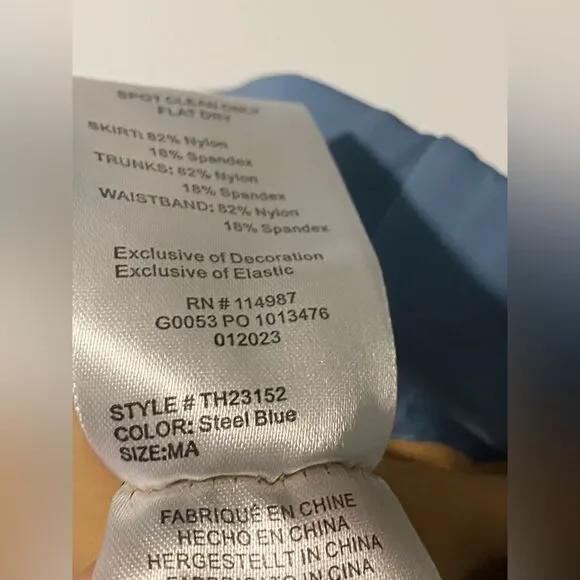 SPOT CLEAN ONLY
FLAT DRY
SKIRT: 82% Nylon
18% Spandex
TRUNKS: 82% Nylon
18% Spandex
WAISTBAND: 82% Nylon
18% Spandex
Exclusive of Decoration
Exclusive of Elastic
RN # 114987
G0053 PO 1013476
012023
STYLE # TH23152
COLOR: Steel Blue
SIZE:MA
FABRIQUÉ EN CHINE
HECHO EN CHINA
HERGESTELLT IN CHINA
IN CINA